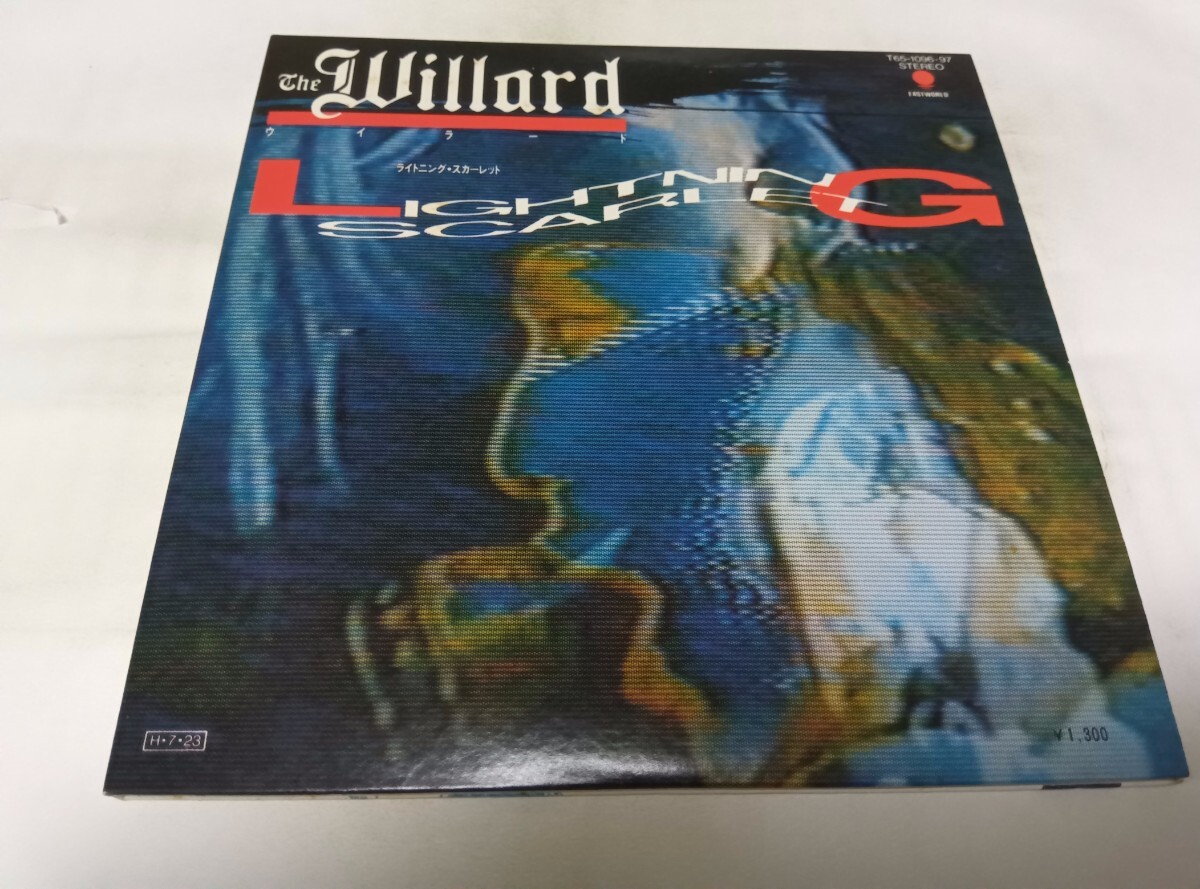 The Willard
ウイラード
T65-1096・97
STEREO
EASTWORLD
ライトニング・スカーレット
LIGHTNING
SCARLET
H・7・23
¥1,300